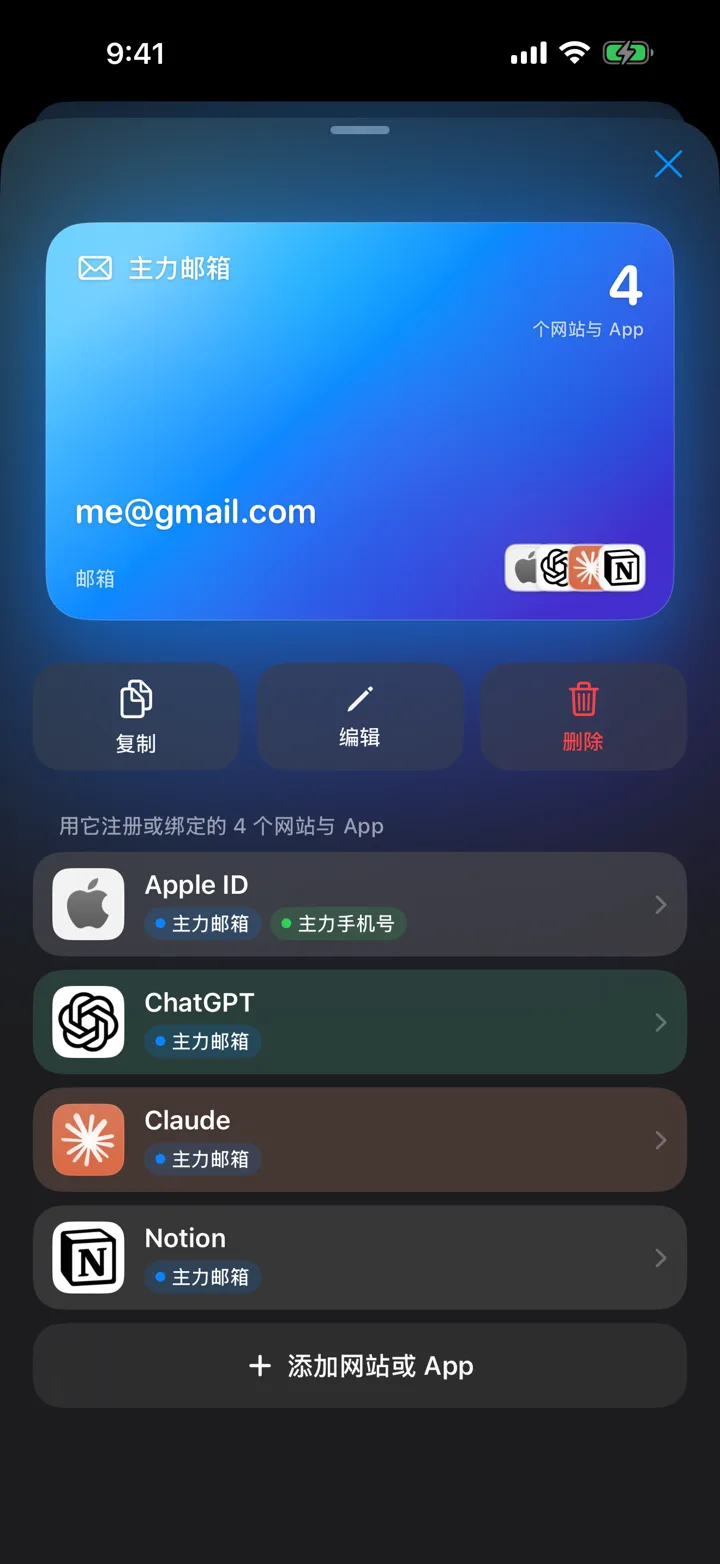 9:41
主力邮箱
4
个网站与 App
me@gmail.com
邮箱
复制
编辑
删除
用它注册或绑定的 4 个网站与 App
Apple ID
主力邮箱 主力手机号
ChatGPT
主力邮箱
Claude
主力邮箱
Notion
主力邮箱
添加网站或 App